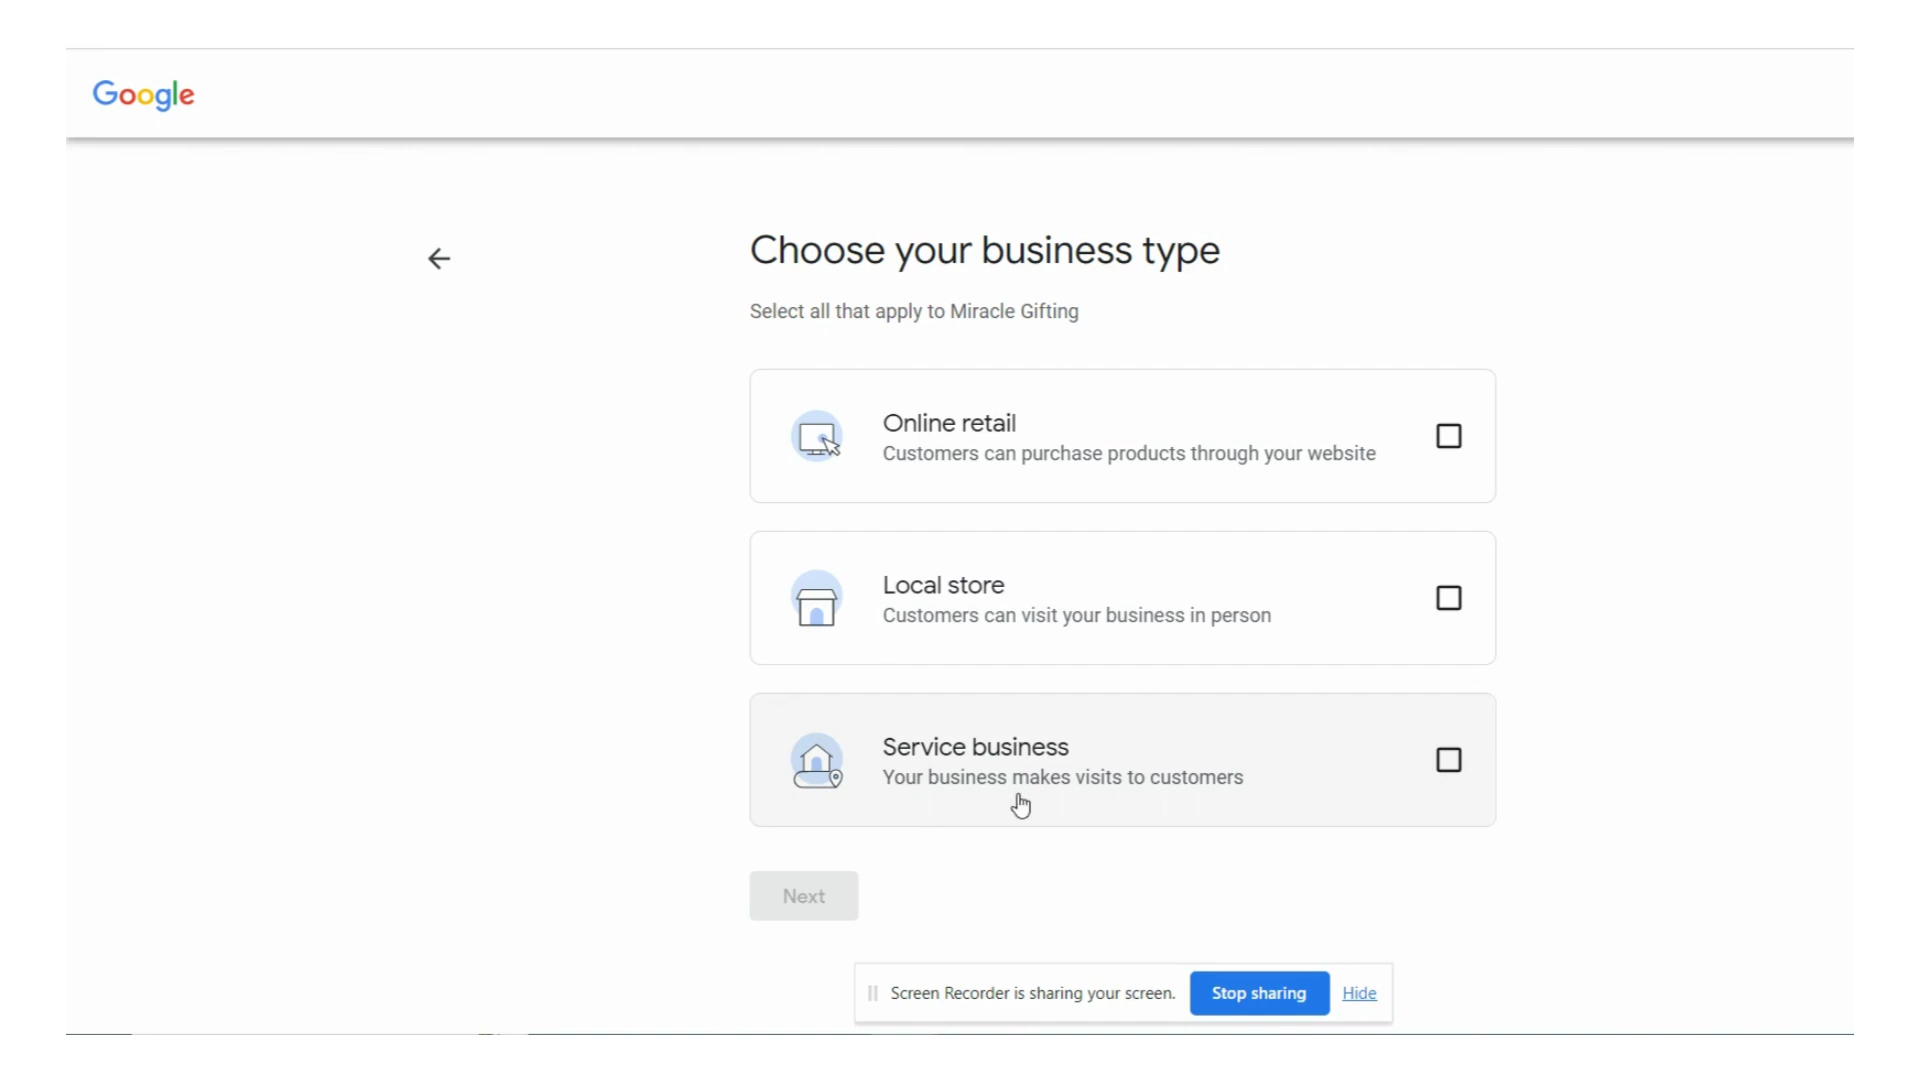 Google
Choose your business type
Select all that apply to Miracle Gifting
Online retail
Customers can purchase products through your website
Local store
Customers can visit your business in person
Service business
Your business makes visits to customers
Next
Screen Recorder is sharing your screen. Stop sharing Hide